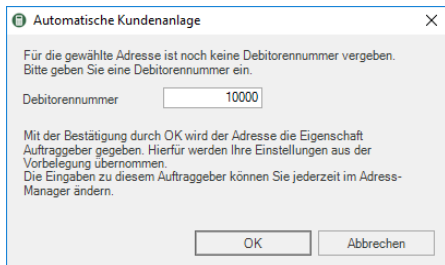 Automatische Kundenanlage
Für die gewählte Adresse ist noch keine Debitorennummer vergeben.
Bitte geben Sie eine Debitorennummer ein.
Debitorennummer 10000
Mit der Bestätigung durch OK wird der Adresse die Eigenschaft
Auftraggeber gegeben. Hierfür werden Ihre Einstellungen aus der
Vorbelegung übernommen.
Die Eingaben zu diesem Auftraggeber können Sie jederzeit im Adress-
Manager ändern.
OK Abbrechen